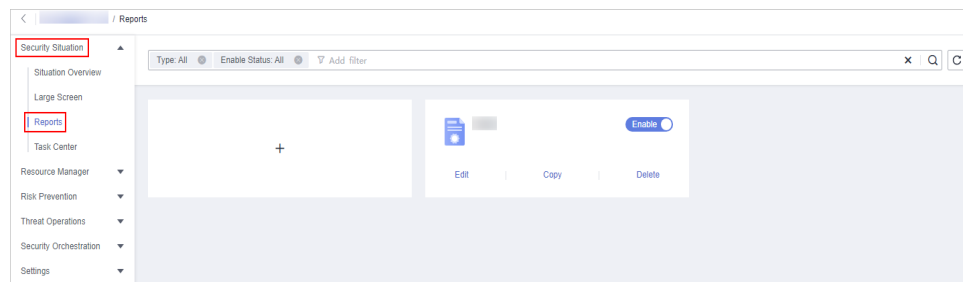 / Reports
Security Situation
Situation Overview
Large Screen
Reports
Task Center
Resource Manager
Risk Prevention
Threat Operations
Security Orchestration
Settings
Type: All Enable Status: All Add filter
Enable
Edit Copy Delete